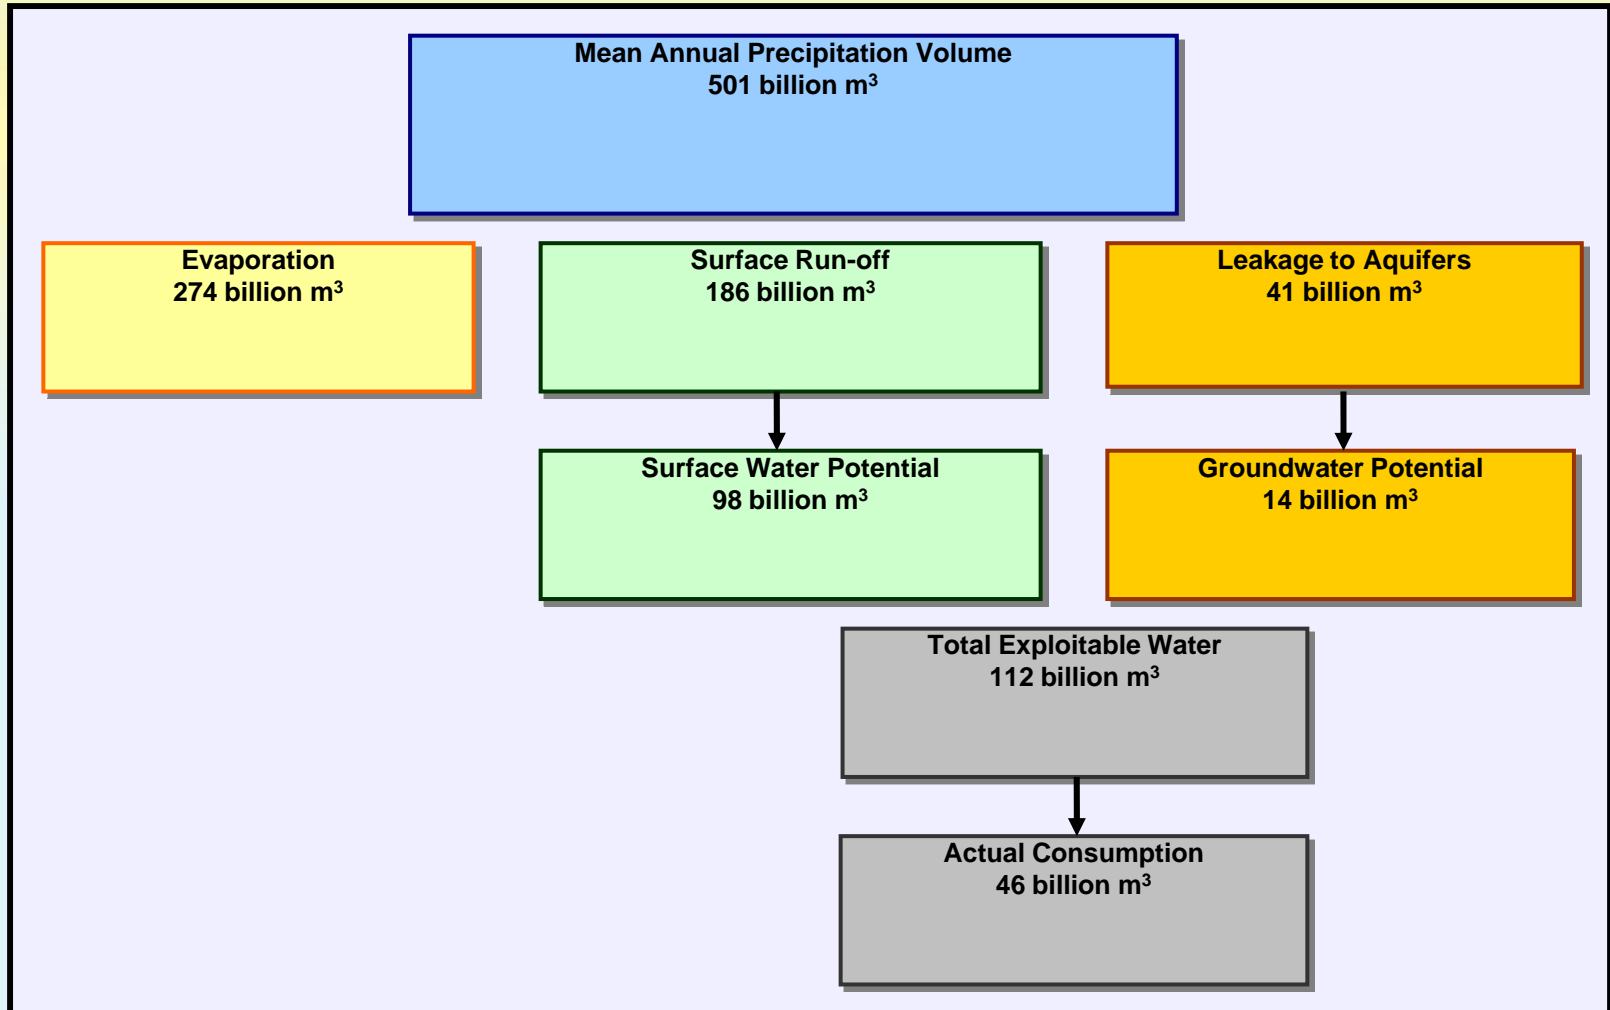 Mean Annual Precipitation Volume
501 billion m³
Evaporation
274 billion m³
Surface Run-off
186 billion m³
Leakage to Aquifers
41 billion m³
Surface Water Potential
98 billion m³
Groundwater Potential
14 billion m³
Total Exploitable Water
112 billion m³
Actual Consumption
46 billion m³